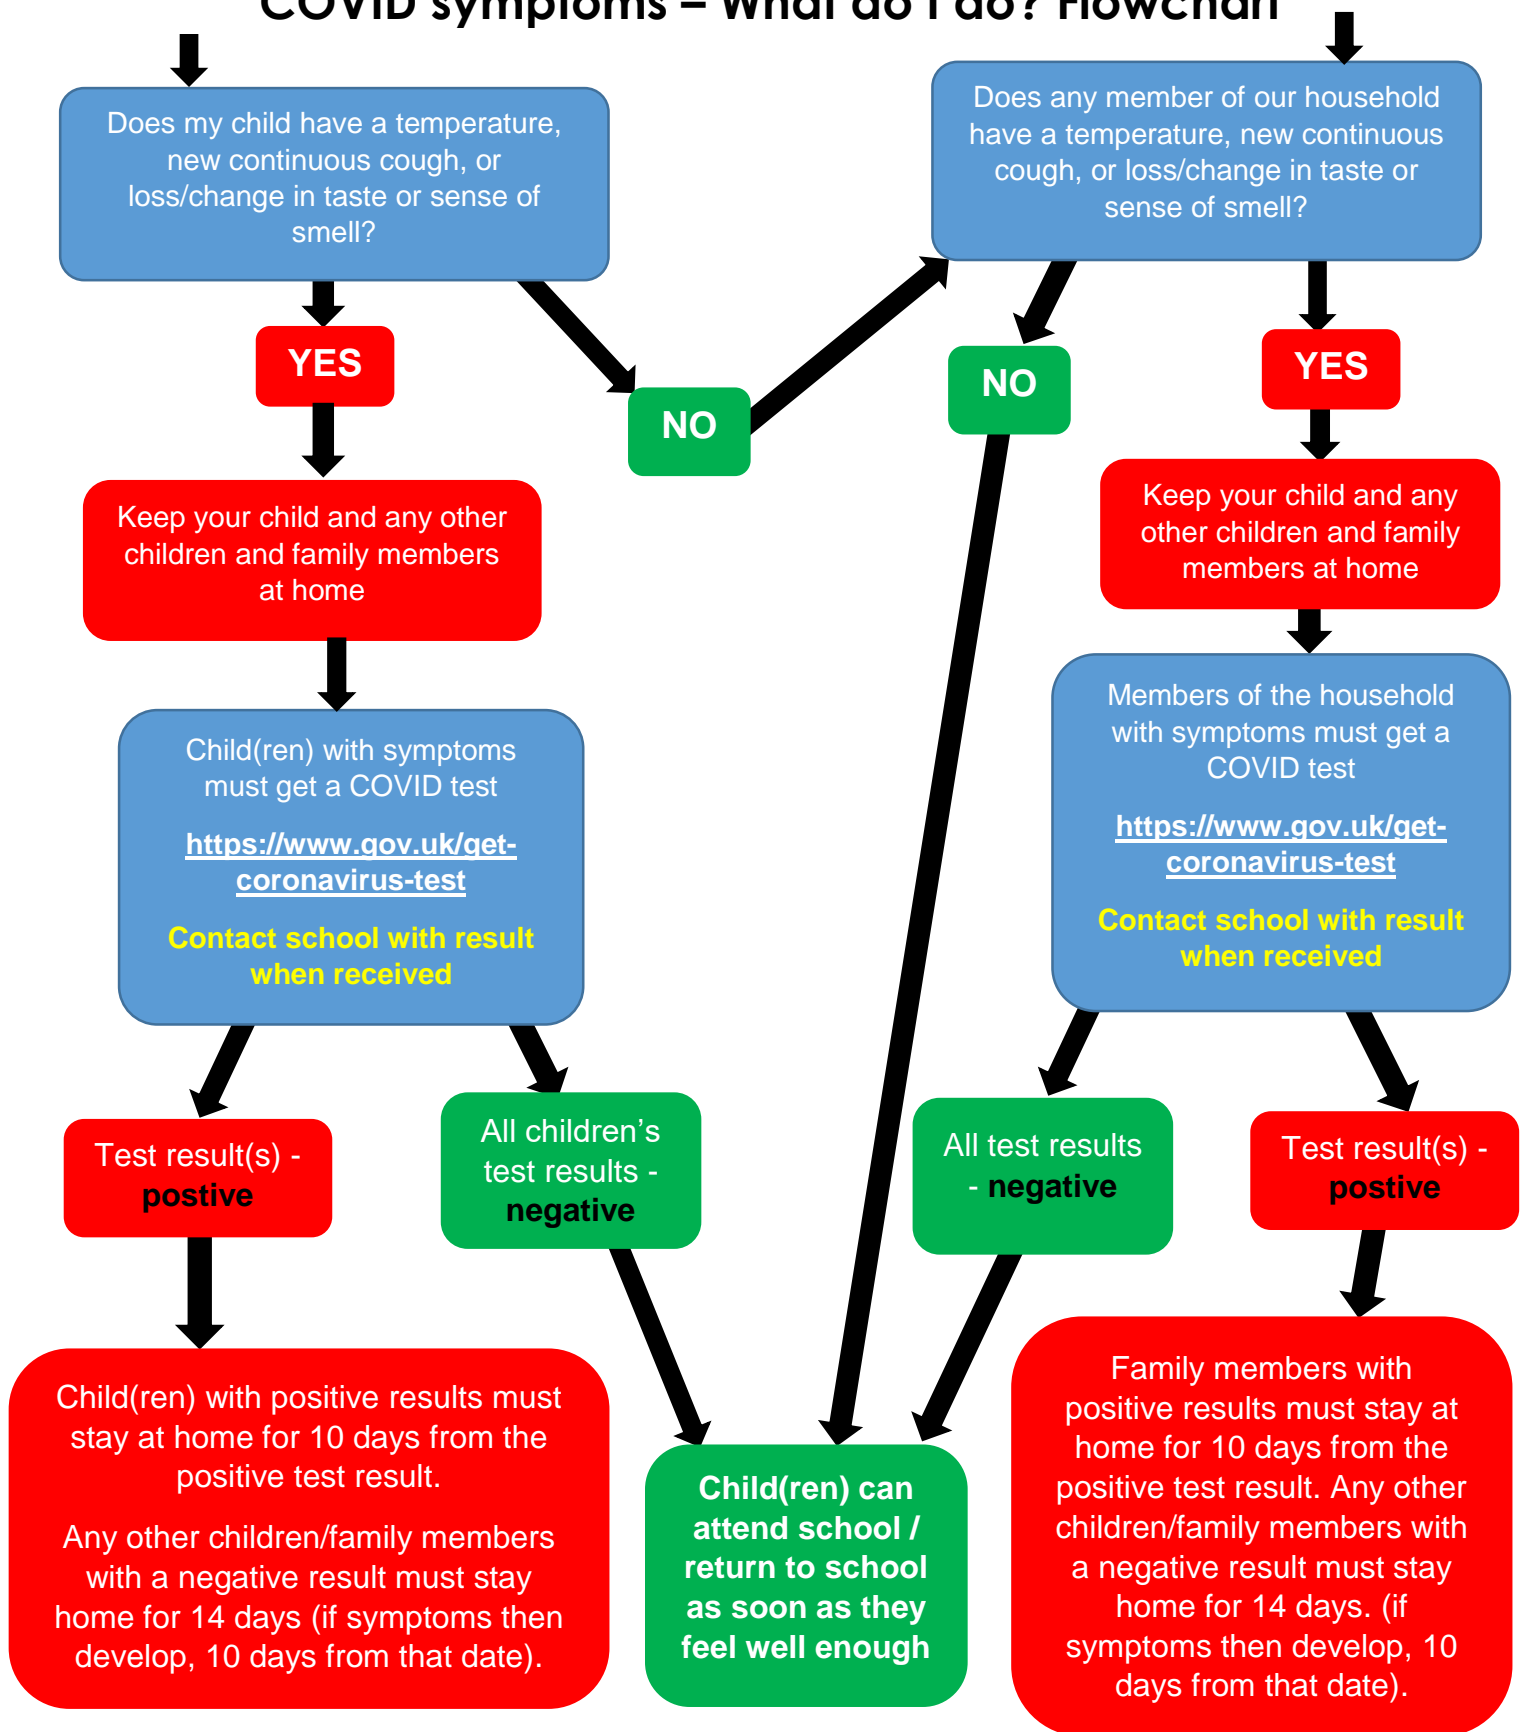 COVID symptoms – What do I do? Flowchart
Does my child have a temperature,
new continuous cough, or
loss/change in taste or sense of
smell?
Does any member of our household
have a temperature, new continuous
cough, or loss/change in taste or
sense of smell?
YES
NO
NO
YES
Keep your child and any other
children and family members
at home
Keep your child and any
other children and family
members at home
Child(ren) with symptoms
must get a COVID test
https://www.gov.uk/get-
coronavirus-test
Contact school with result
when received
Members of the household
with symptoms must get a
COVID test
https://www.gov.uk/get-
coronavirus-test
Contact school with result
when received
Test result(s) -
postive
All children’s
test results -
negative
All test results
- negative
Test result(s) -
postive
Child(ren) with positive results must
stay at home for 10 days from the
positive test result.
Any other children/family members
with a negative result must stay
home for 14 days (if symptoms then
develop, 10 days from that date).
Child(ren) can
attend school /
return to school
as soon as they
feel well enough
Family members with
positive results must stay at
home for 10 days from the
positive test result. Any other
children/family members with
a negative result must stay
home for 14 days. (if
symptoms then develop, 10
days from that date).